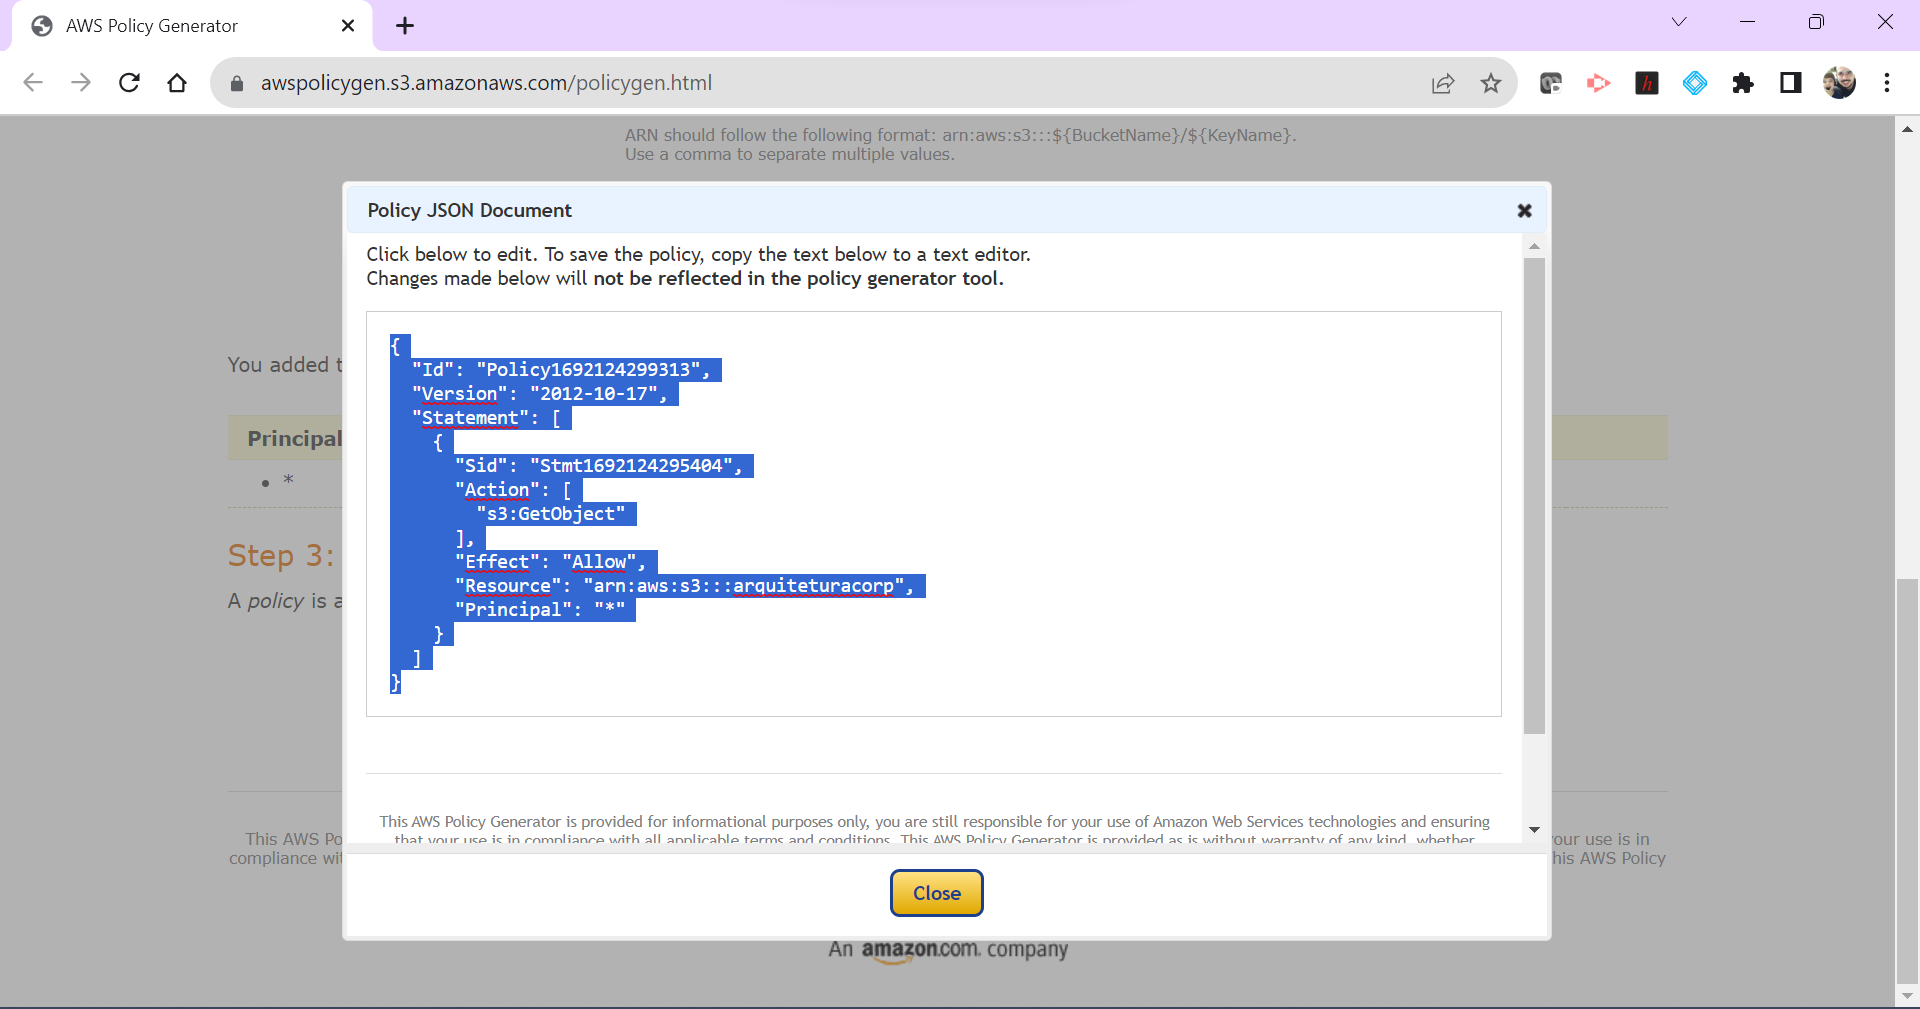 AWS Policy Generator
awspolicygen.s3.amazonaws.com/policygen.html
ARN should follow the following format: arn:aws:s3:::${BucketName}/${KeyName}.
Use a comma to separate multiple values.
Policy JSON Document
Click below to edit. To save the policy, copy the text below to a text editor.
Changes made below will not be reflected in the policy generator tool.
{
"Id": "Policy1692124299313",
"Version": "2012-10-17",
"Statement": [
{
"Sid": "Stmt1692124295404",
"Action": [
"s3:GetObject"
],
"Effect": "Allow",
"Resource": "arn:aws:s3:::arquiteturacorp",
"Principal": "*"
}
]
}
You added t
Principal
• *
Step 3:
A policy is a
This AWS Policy Generator is provided for informational purposes only, you are still responsible for your use of Amazon Web Services technologies and ensuring
that your use is in compliance with all applicable terms and conditions. This AWS Policy Generator is provided as is without warranty of any kind, whether
This AWS Po
our use is in
compliance wit
his AWS Policy
Close
An amazon.com. company